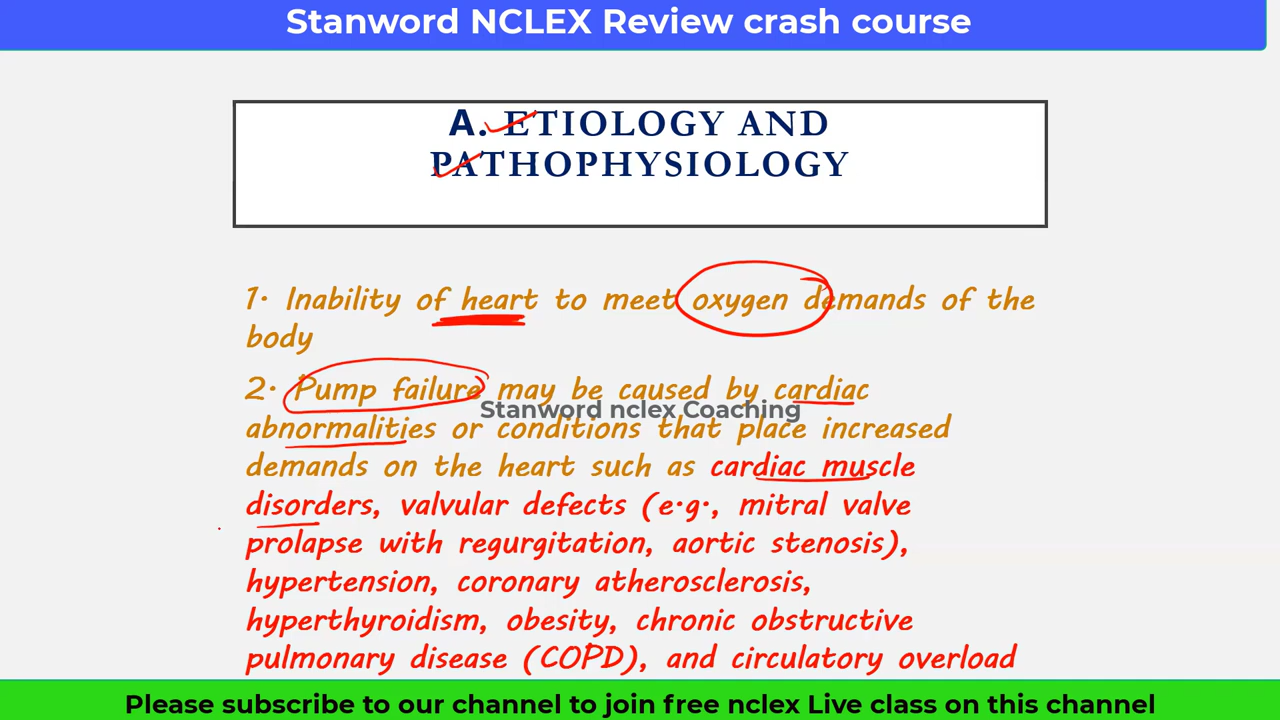 Stanword NCLEX Review crash course
A. ETIOLOGY AND
PATHOPHYSIOLOGY
1. Inability of heart to meet oxygen demands of the
body
2. Pump failure may be caused by cardiac
Stanword nclex Coaching
abnormalities or conditions that place increased
demands on the heart such as cardiac muscle
disorders, valvular defects (e.g., mitral valve
prolapse with regurgitation, aortic stenosis),
hypertension, coronary atherosclerosis,
hyperthyroidism, obesity, chronic obstructive
pulmonary disease (COPD), and circulatory overload
Please subscribe to our channel to join free nclex Live class on this channel